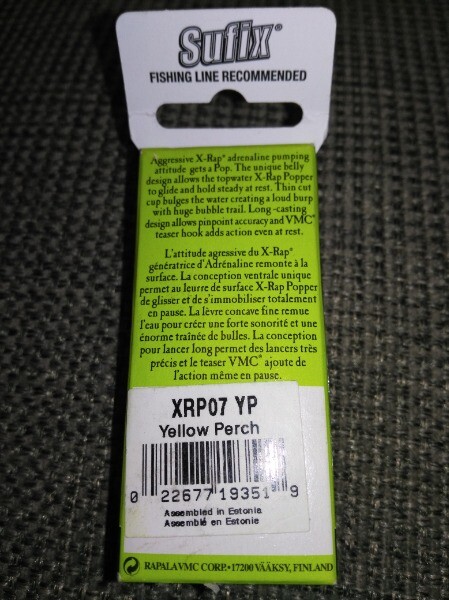 Sufix®
FISHING LINE RECOMMENDED
Aggressive X-Rap® adrenaline pumping
attitude gets a Pop. The unique belly
design allows the topwater X-Rap Popper
to glide and hold steady at rest. Thin cut
cup bulges the water creating a loud burp
with huge bubble trail. Long -casting
design allows pinpoint accuracy and VMC®
teaser hook adds action even at rest.
L'attitude agressive du X-Rap®
génératrice d'Adrénaline remonte à la
surface. La conception ventrale unique
permet au leurre de surface X-Rap Popper
de glisser et de s'immobiliser totalement
en pause. La lèvre concave fine remue
l'eau pour créer une forte sonorité et une
énorme traînée de bulles. La conception
pour lancer long permet des lancers très
précis et le teaser VMC® ajoute de
l'action même en pause.
XRP07 YP
Yellow Perch
0 22677 19351 9
Assembled in Estonia
Assemblé en Estonie
RAPALA VMC CORP.•17200 VÄÄKSY, FINLAND